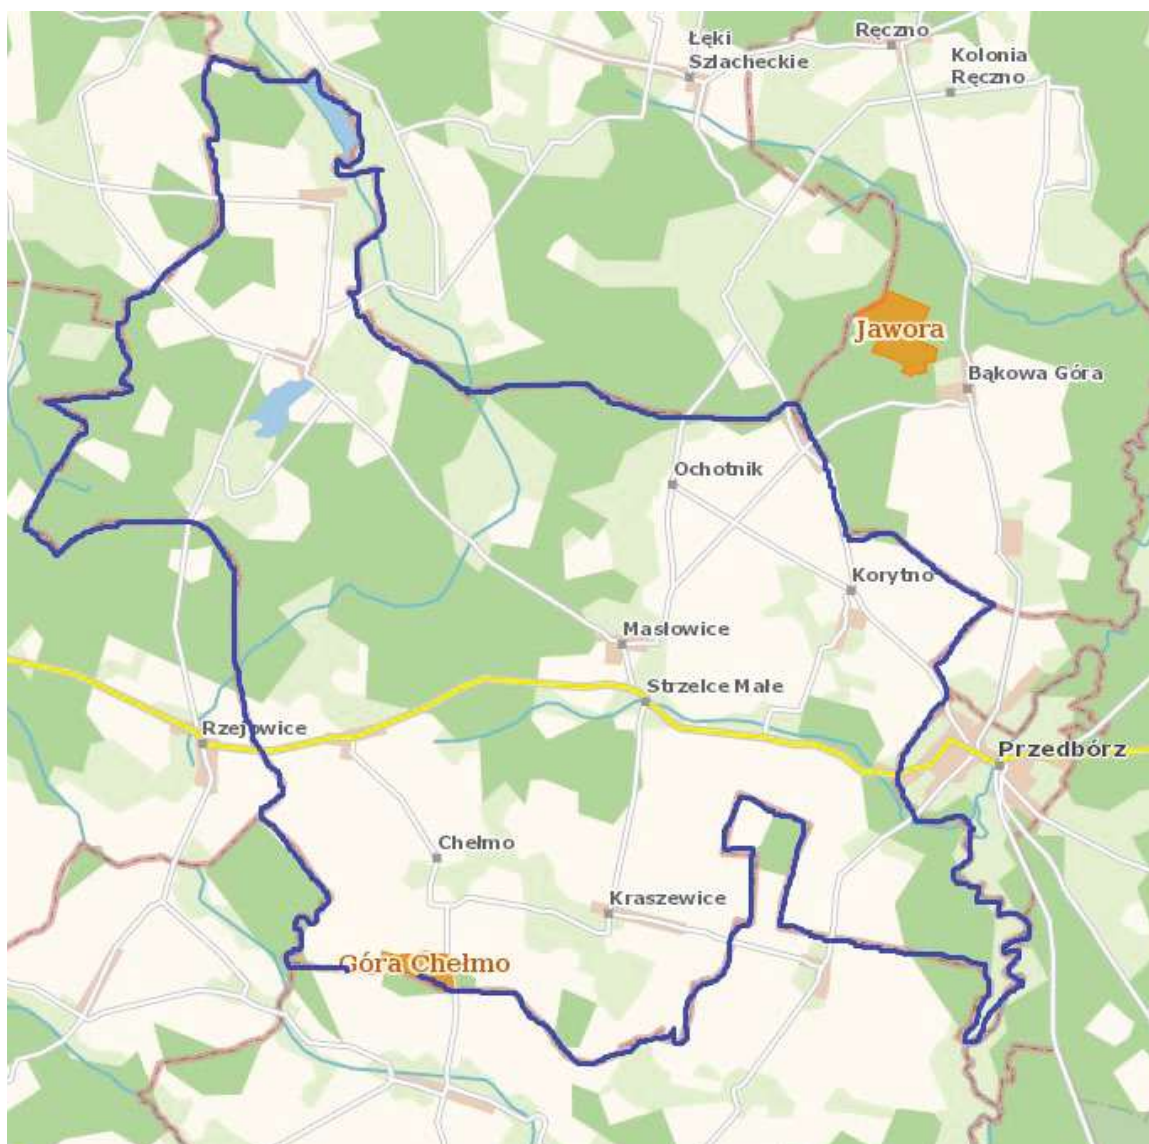 Ręczno
Łęki
Szlacheckie
Kolonia
Ręczno
Jawora
Bąkowa Góra
Ochotnik
Korytno
Masłowice
Strzelce Małe
Rzejowice
Przedbórz
Chełmo
Kraszewice
Góra Chełmo